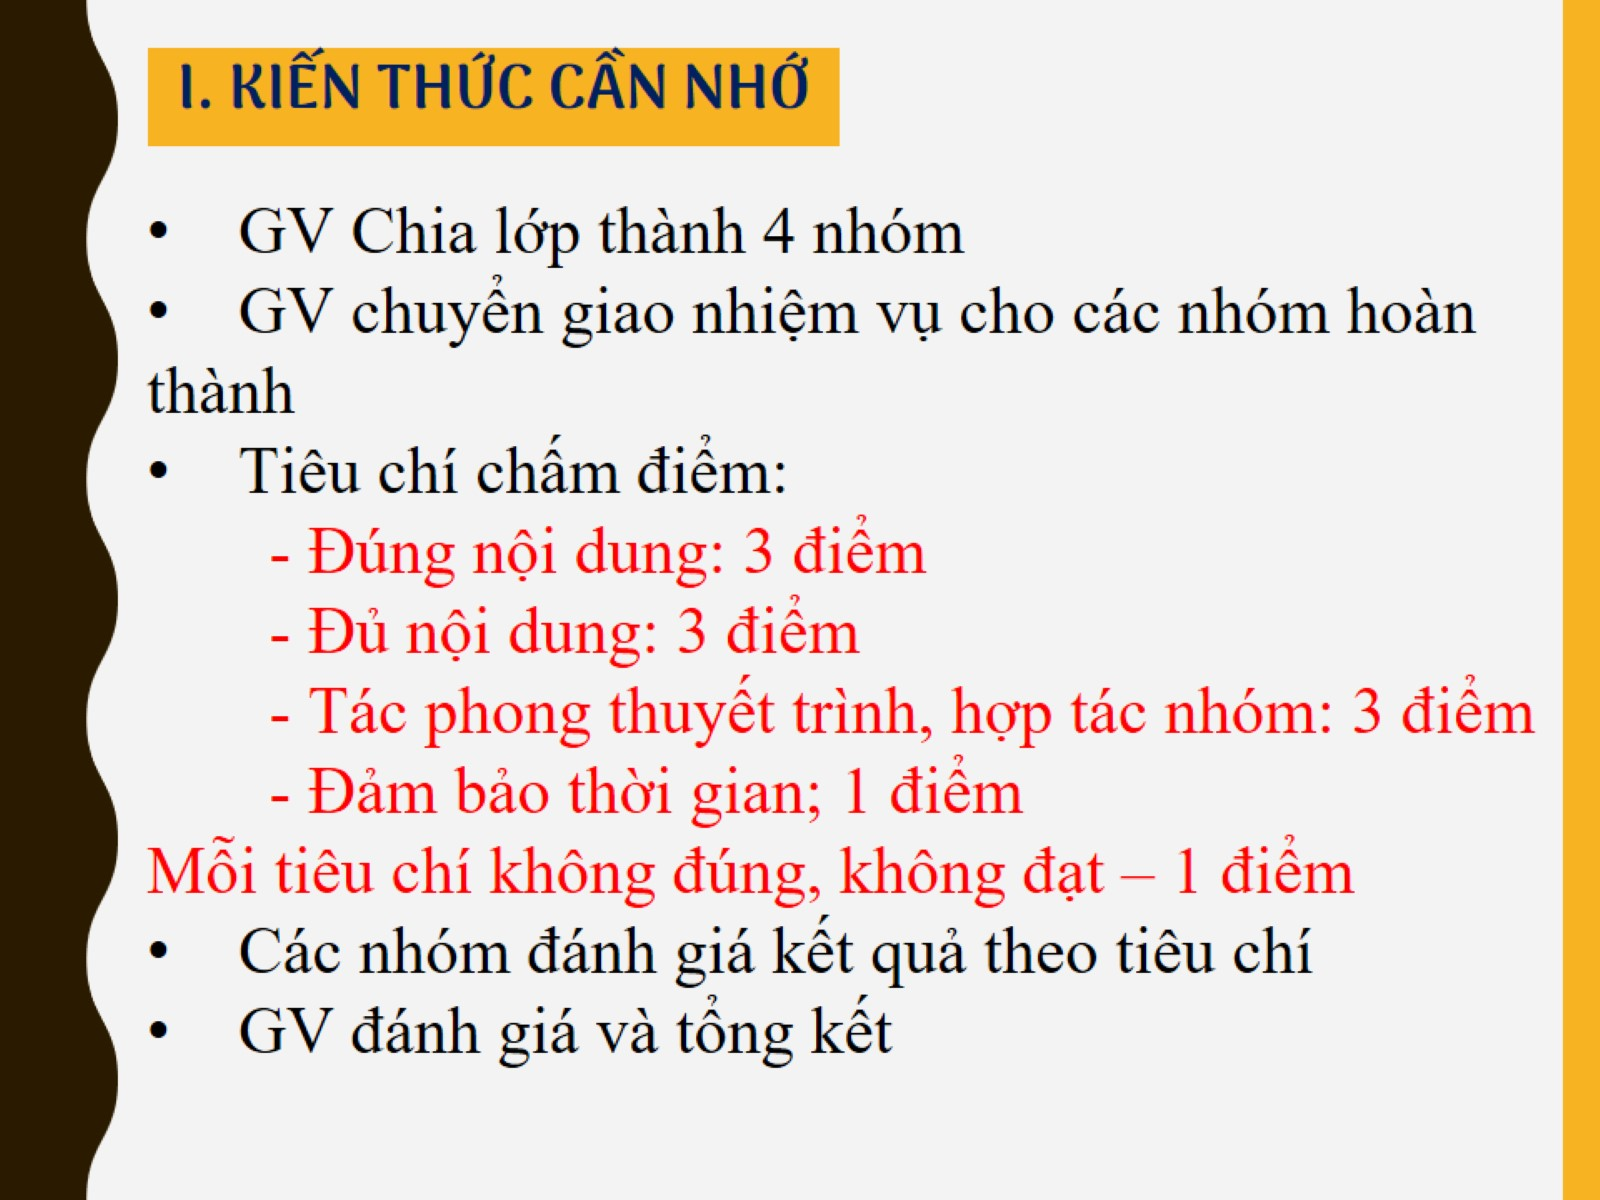 I. KIẾN THỨC CẦN NHỚ
• GV Chia lớp thành 4 nhóm
• GV chuyển giao nhiệm vụ cho các nhóm hoàn
thành
• Tiêu chí chấm điểm:
- Đúng nội dung: 3 điểm
- Đủ nội dung: 3 điểm
- Tác phong thuyết trình, hợp tác nhóm: 3 điểm
- Đảm bảo thời gian; 1 điểm
Mỗi tiêu chí không đúng, không đạt – 1 điểm
• Các nhóm đánh giá kết quả theo tiêu chí
• GV đánh giá và tổng kết